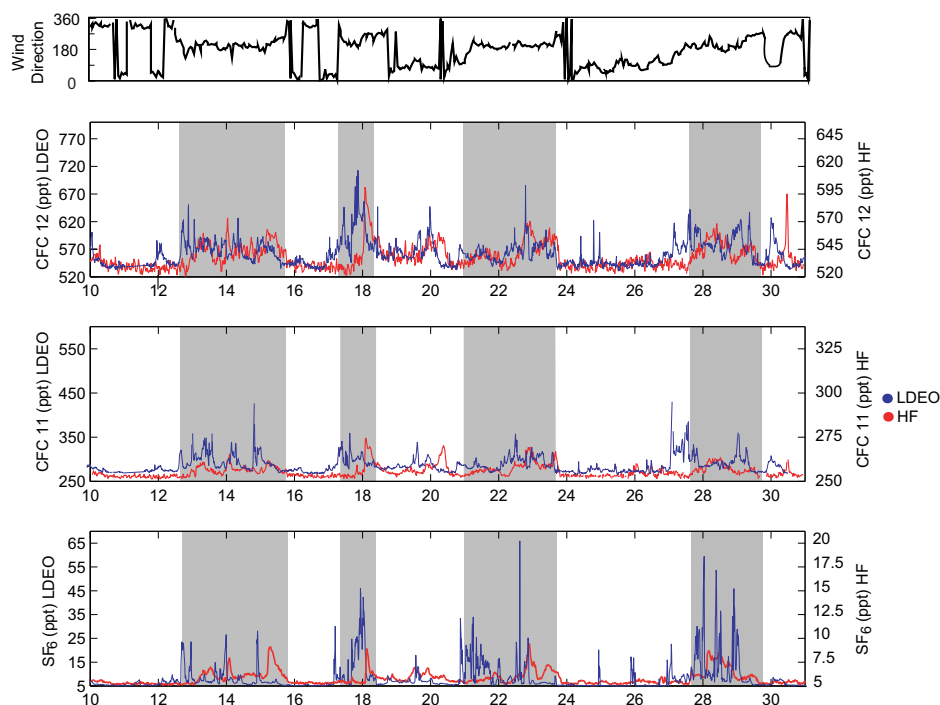 Wind
Direction
360
180
0
CFC 12 (ppt) LDEO
770
720
670
620
570
520
645
620
595
570
545
520
CFC 12 (ppt) HF
10 12 14 16 18 20 22 24 26 28 30
CFC 11 (ppt) LDEO
550
450
350
250
325
300
275
250
CFC 11 (ppt) HF
10 12 14 16 18 20 22 24 26 28 30
LDEO
HF
SF6 (ppt) LDEO
65
55
45
35
25
15
5
20
15
12.5
10
7.5
5
SF6 (ppt) HF
10 12 14 16 18 20 22 24 26 28 30